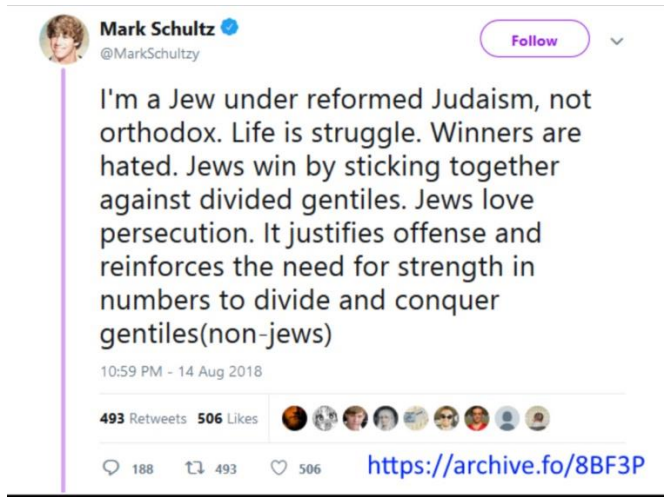 Mark Schultz
@MarkSchultzy
Follow
I'm a Jew under reformed Judaism, not
orthodox. Life is struggle. Winners are
hated. Jews win by sticking together
against divided gentiles. Jews love
persecution. It justifies offense and
reinforces the need for strength in
numbers to divide and conquer
gentiles(non-jews)
10:59 PM - 14 Aug 2018
493 Retweets 506 Likes
188 493 506 https://archive.fo/8BF3P